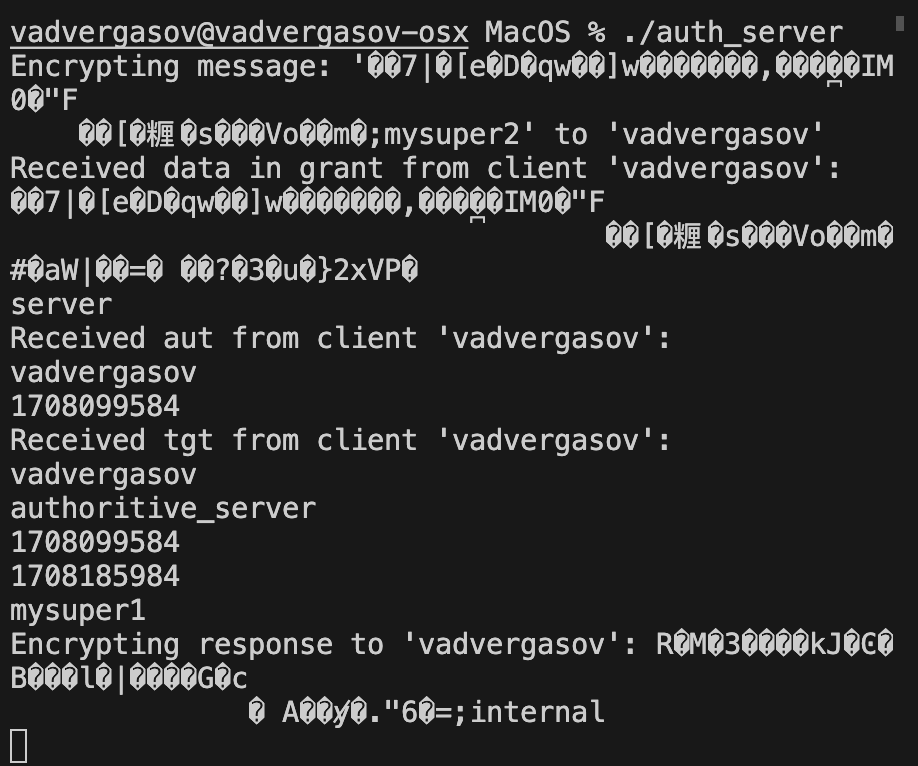 vadvergasov@vadvergasov-osx MacOS % ./auth_server
Encrypting message: '��7|�[e�D�qw��]w�������,������IM
0�"F
��[�糎�s���Vo��m�;mysuper2' to 'vadvergasov'
Received data in grant from client 'vadvergasov':
��7|�[e�D�qw��]w�������,������IM0�"F
��[�糎�s���Vo��m�
#�aW|��=� ��?�3�u�}2xVP�
server
Received aut from client 'vadvergasov':
vadvergasov
1708099584
Received tgt from client 'vadvergasov':
vadvergasov
authoritive_server
1708099584
1708185984
mysuper1
Encrypting response to 'vadvergasov': R�M�3����kJ�C�
B���l�|����G�c
� A��y�."6�=;internal